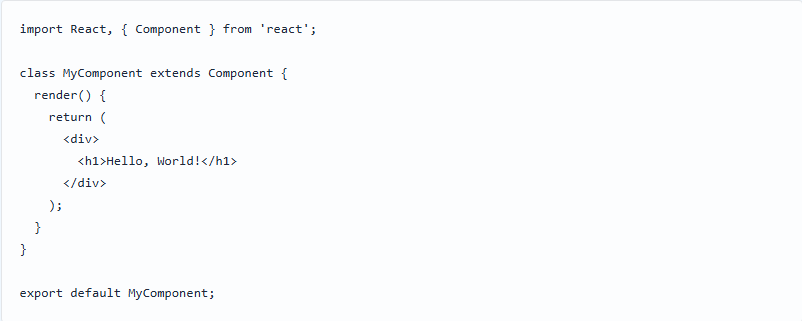 import React, { Component } from 'react';

class MyComponent extends Component {
  render() {
    return (
      <div>
        <h1>Hello, World!</h1>
      </div>
    );
  }
}

export default MyComponent;